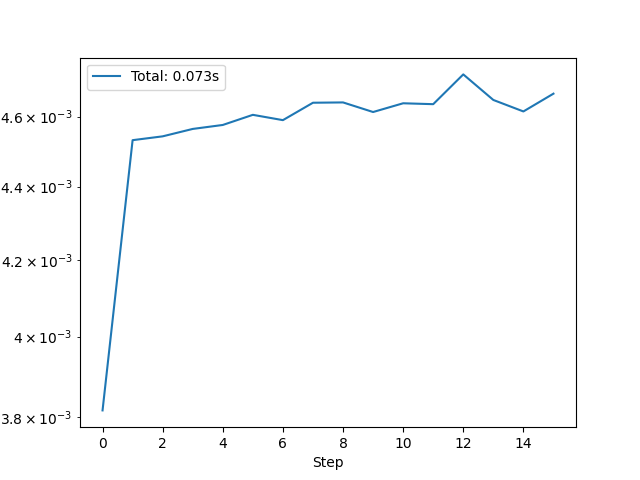 Total: 0.073s
4.6 × 10⁻³
4.4 × 10⁻³
4.2 × 10⁻³
4 × 10⁻³
3.8 × 10⁻³
0 2 4 6 8 10 12 14
Step